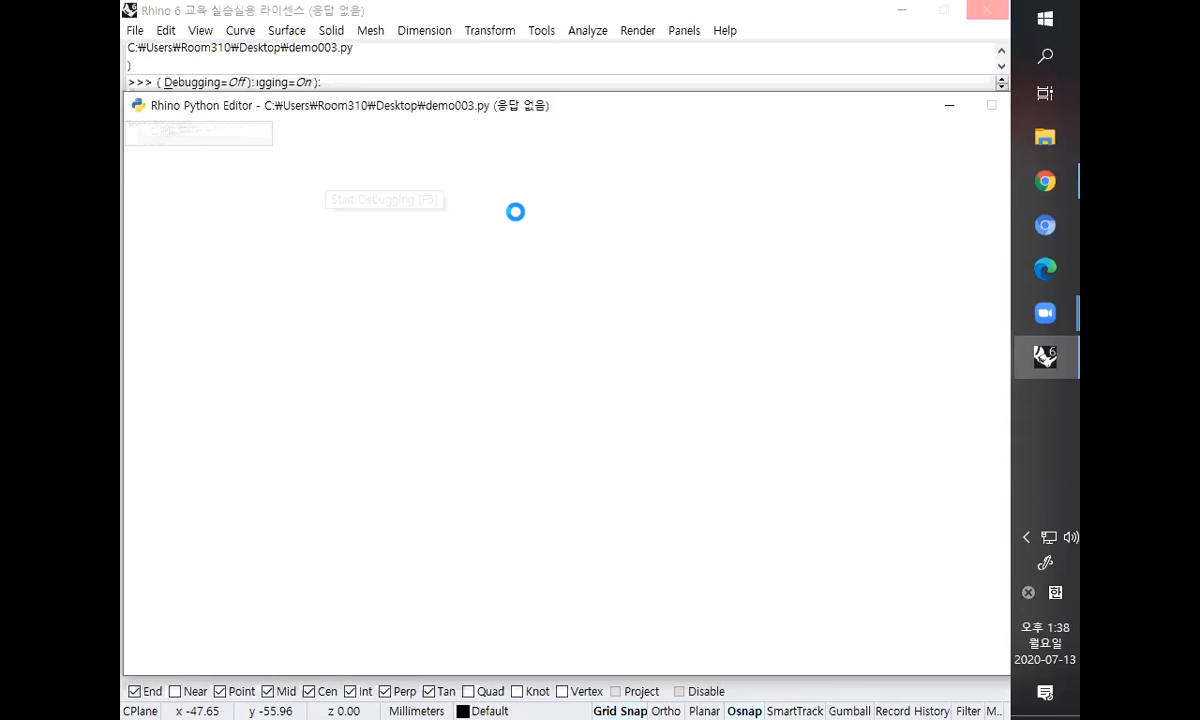 Rhino 6 교육 실습실용 라이센스 (응답 없음)
File Edit View Curve Surface Solid Mesh Dimension Transform Tools Analyze Render Panels Help
C:₩Users₩Room310₩Desktop₩demo003.py
)
>>> ( Debugging=Off ): ıgging=On ):
Rhino Python Editor - C:₩Users₩Room310₩Desktop₩demo003.py (응답 없음)
Start Debugging [F5]
End Near Point Mid Cen Int Perp Tan Quad Knot Vertex Project Disable
CPlane x -47.65 y -55.96 z 0.00 Millimeters Default Grid Snap Ortho Planar Osnap SmartTrack Gumball Record History Filter M...
6
한
오후 1:38
월요일
2020-07-13